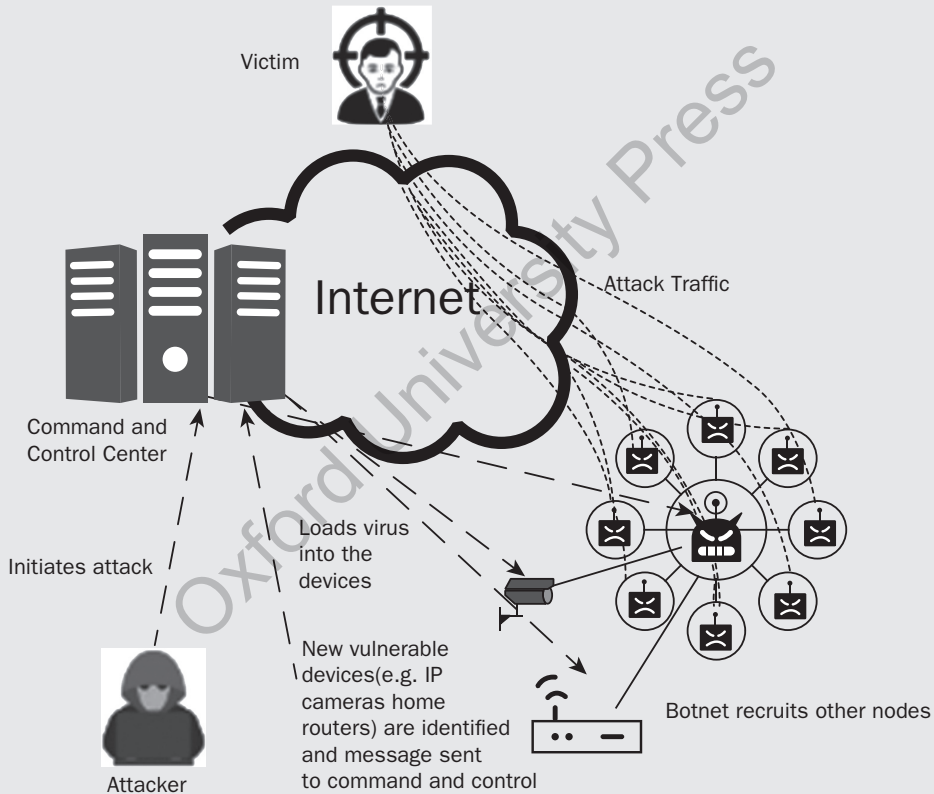 Victim
Internet
Attack Traffic
Command and
Control Center
Loads virus
into the
devices
Initiates attack
New vulnerable
devices(e.g. IP
cameras home
routers) are identified
and message sent
to command and control
Botnet recruits other nodes
Attacker
Oxford University Press